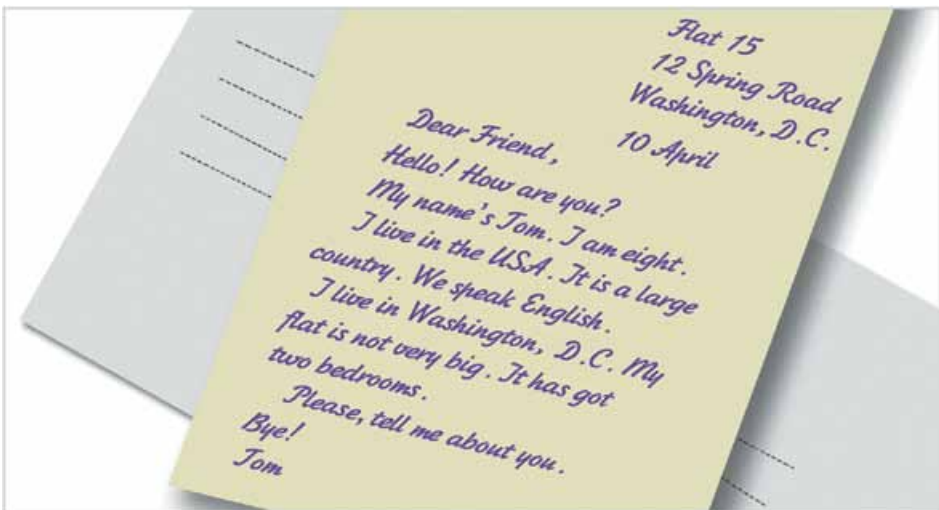 Flat 15
12 Spring Road
Washington, D.C.
10 April
Dear Friend,
Hello! How are you?
My name's Tom. I am eight.
I live in the USA. It is a large
country. We speak English.
I live in Washington, D.C. My
flat is not very big. It has got
two bedrooms.
Please, tell me about you.
Bye!
Tom